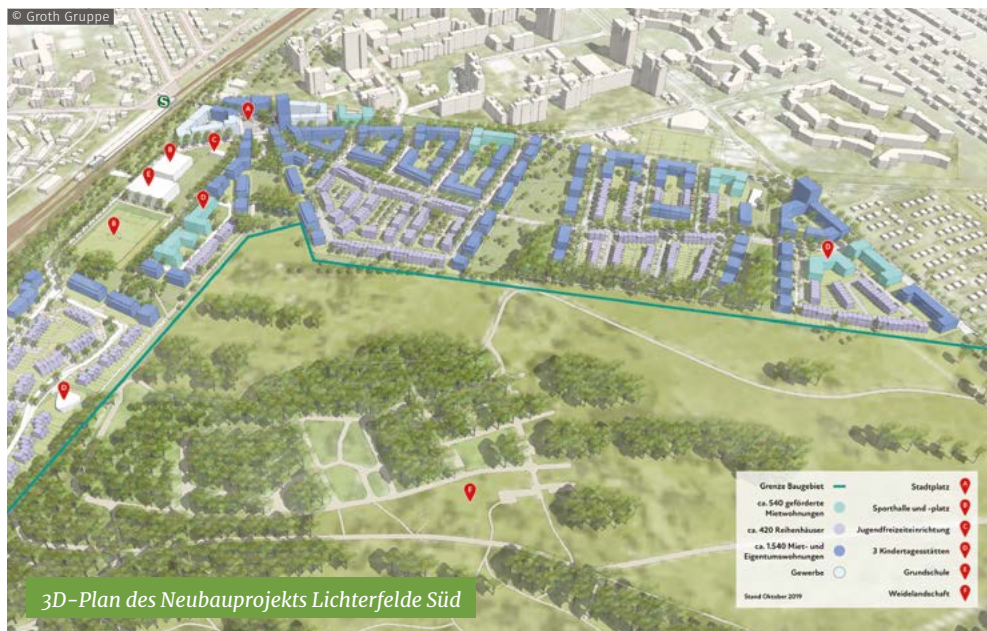 © Groth Gruppe
S
A
B
C
E
D
B
D
D
F
Grenze Baugebiet
ca. 540 geförderte
Mietwohnungen
ca. 420 Reihenhäuser
ca. 1.540 Miet- und
Eigentumswohnungen
Gewerbe
Stand Oktober 2019
Stadtplatz A
Sporthalle und -platz B
Jugendfreizeiteinrichtung C
3 Kindertagesstätten D
Grundschule E
Weidelandschaft F
3D-Plan des Neubauprojekts Lichterfelde Süd